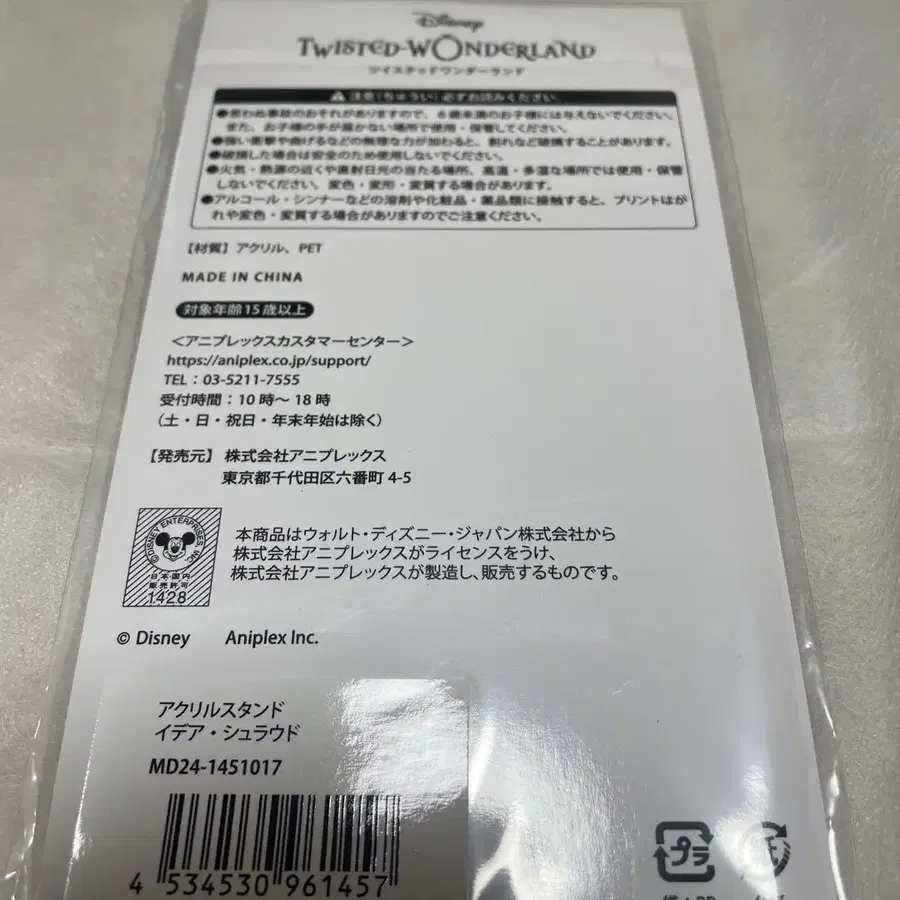 Disney
TWISTED-WONDERLAND
ツイステッドワンダーランド
注意（ちゅうい）必ずお読みください。
●思わぬ事故のおそれがありますので、6歳未満のお子様には与えないでください。
また、お子様の手が届かない場所で使用・保管してください。
●強い衝撃や曲げるなどの無理な力が加わると、割れなど破損することがあります。
●破損した場合は安全のため使用しないでください。
●火気・熱源の近くや直射日光の当たる場所、高温・多湿な場所では使用・保管
しないでください。変色・変形・変質する場合があります。
●アルコール・シンナーなどの溶剤や化粧品・薬品類に接触すると、プリントはが
れや変色・変質する場合がありますのでご注意ください。
【材質】アクリル、PET
MADE IN CHINA
対象年齢15歳以上
＜アニプレックスカスタマーセンター＞
https://aniplex.co.jp/support/
TEL：03-5211-7555
受付時間：10時～18時
（土・日・祝日・年末年始は除く）
【発売元】株式会社アニプレックス
東京都千代田区六番町4-5
©DISNEY ENTERPRISES INC.
日本国内
販売許可
1428
本商品はウォルト・ディズニー・ジャパン株式会社から
株式会社アニプレックスがライセンスをうけ、
株式会社アニプレックスが製造し、販売するものです。
© Disney Aniplex Inc.
アクリルスタンド
イデア・シュラウド
MD24-1451017
4 534530 961457
プラ